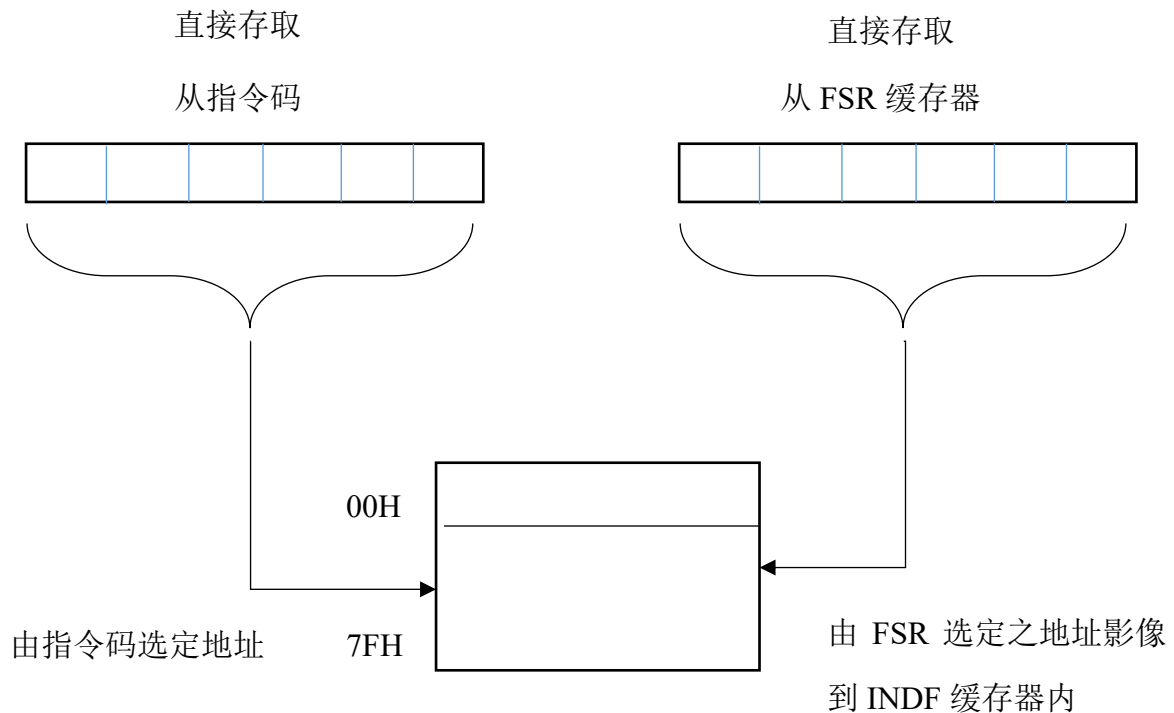 直接存取
从指令码
直接存取
从 FSR 缓存器
00H
由指令码选定地址
7FH
由 FSR 选定之地址影像
到 INDF 缓存器内